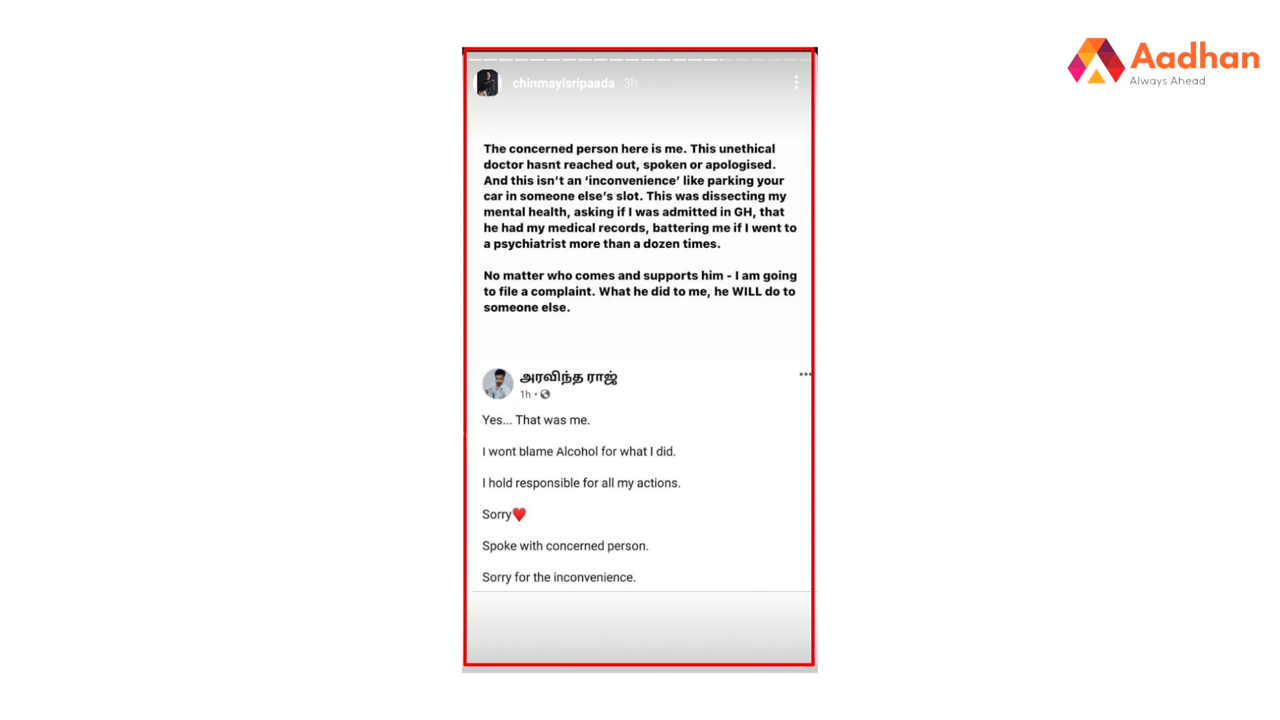 Aadhan
Always Ahead
chinmayisripaada 3h
The concerned person here is me. This unethical
doctor hasnt reached out, spoken or apologised.
And this isn’t an ‘inconvenience’ like parking your
car in someone else’s slot. This was dissecting my
mental health, asking if I was admitted in GH, that
he had my medical records, battering me if I went to
a psychiatrist more than a dozen times.
No matter who comes and supports him - I am going
to file a complaint. What he did to me, he WILL do to
someone else.
அரவிந்த ராஜ்
1h
Yes... That was me.
I wont blame Alcohol for what I did.
I hold responsible for all my actions.
Sorry❤️
Spoke with concerned person.
Sorry for the inconvenience.